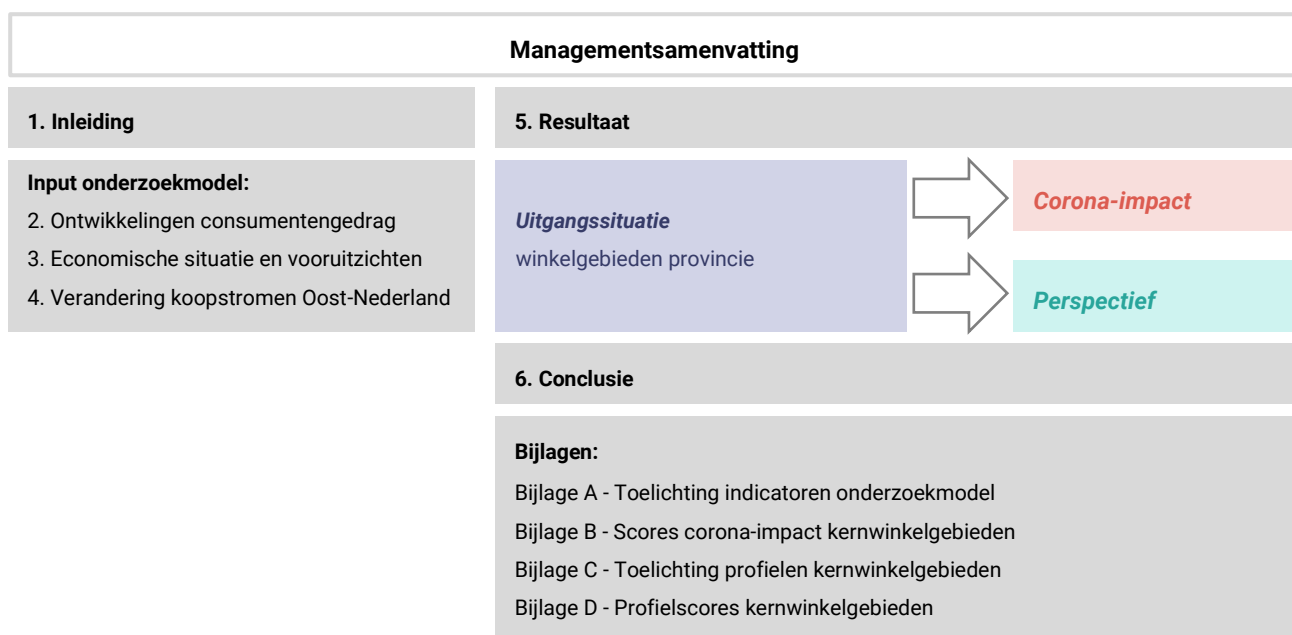 Managementsamenvatting
1. Inleiding
Input onderzoekmodel:
2. Ontwikkelingen consumentengedrag
3. Economische situatie en vooruitzichten
4. Verandering koopstromen Oost-Nederland
5. Resultaat
Uitgangssituatie
winkelgebieden provincie
Corona-impact
Perspectief
6. Conclusie
Bijlagen:
Bijlage A - Toelichting indicatoren onderzoekmodel
Bijlage B - Scores corona-impact kernwinkelgebieden
Bijlage C - Toelichting profielen kernwinkelgebieden
Bijlage D - Profielscores kernwinkelgebieden